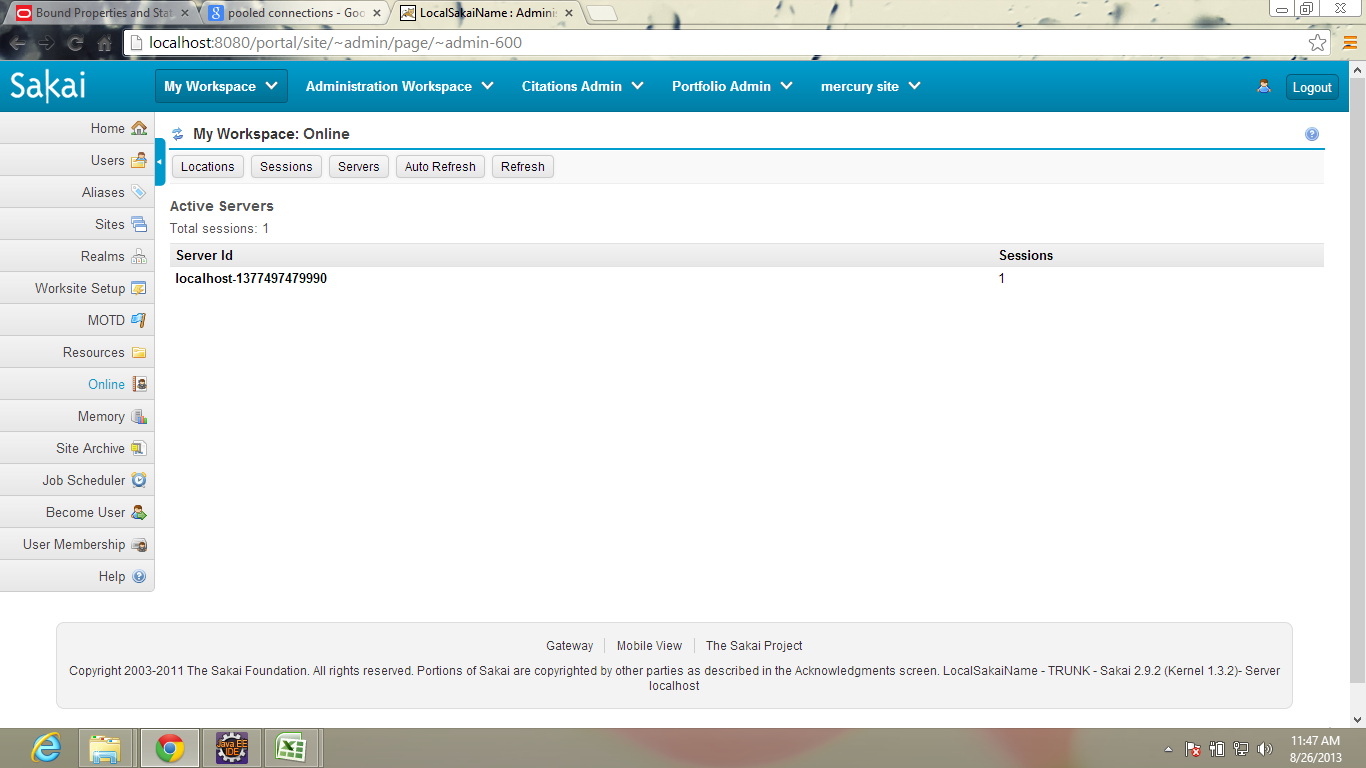 Bound Properties and Stat
pooled connections - Goo
LocalSakaiName : Adminis
localhost:8080/portal/site/~admin/page/~admin-600
Sakai
My Workspace
Administration Workspace
Citations Admin
Portfolio Admin
mercury site
Logout
Home
Users
Aliases
Sites
Realms
Worksite Setup
MOTD
Resources
Online
Memory
Site Archive
Job Scheduler
Become User
User Membership
Help
My Workspace: Online
Locations
Sessions
Servers
Auto Refresh
Refresh
Active Servers
Total sessions: 1
Server Id Sessions
localhost-1377497479990 1
Gateway Mobile View The Sakai Project
Copyright 2003-2011 The Sakai Foundation. All rights reserved. Portions of Sakai are copyrighted by other parties as described in the Acknowledgments screen. LocalSakaiName - TRUNK - Sakai 2.9.2 (Kernel 1.3.2)- Server
localhost
Java EE
IDE
11:47 AM
8/26/2013